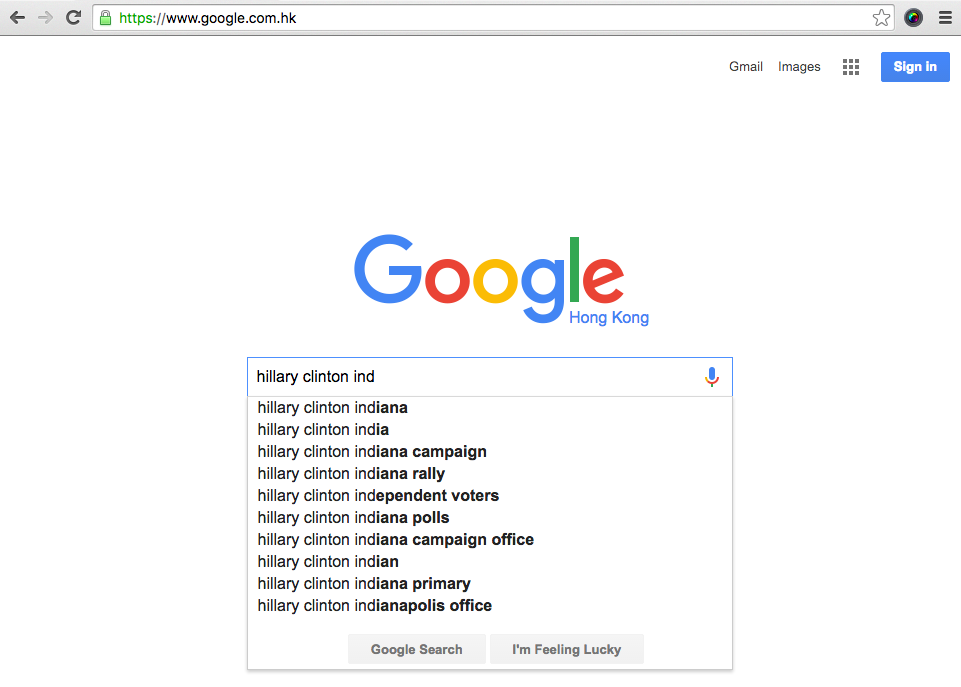 https://www.google.com.hk
Gmail Images Sign in
Google
Hong Kong
hillary clinton ind
hillary clinton indiana
hillary clinton india
hillary clinton indiana campaign
hillary clinton indiana rally
hillary clinton independent voters
hillary clinton indiana polls
hillary clinton indiana campaign office
hillary clinton indian
hillary clinton indiana primary
hillary clinton indianapolis office
Google Search I'm Feeling Lucky